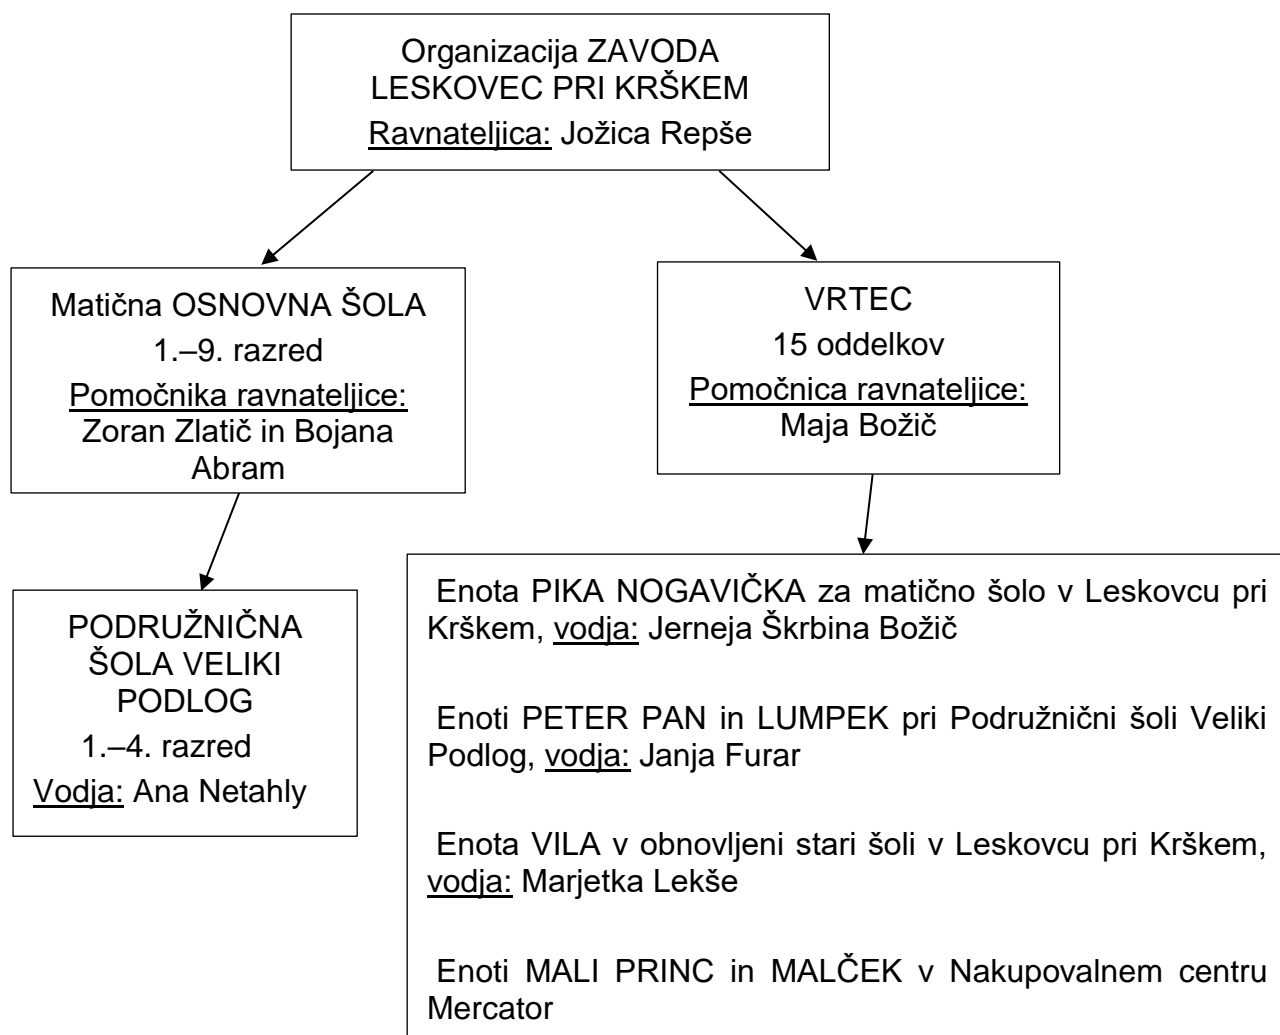 Organizacija ZAVODA
LESKOVEC PRI KRŠKEM
Ravnateljica: Jožica Repše
Matična OSNOVNA ŠOLA
1.–9. razred
Pomočnika ravnateljice:
Zoran Zlatič in Bojana
Abram
VRTEC
15 oddelkov
Pomočnica ravnateljice:
Maja Božič
PODRUŽNIČNA
ŠOLA VELIKI
PODLOG
1.–4. razred
Vodja: Ana Netahly
Enota PIKA NOGAVIČKA za matično šolo v Leskovcu pri
Krškem, vodja: Jerneja Škrbina Božič
Enoti PETER PAN in LUMPEK pri Podružnični šoli Veliki
Podlog, vodja: Janja Furar
Enota VILA v obnovljeni stari šoli v Leskovcu pri Krškem,
vodja: Marjetka Lekše
Enoti MALI PRINC in MALČEK v Nakupovalnem centru
Mercator